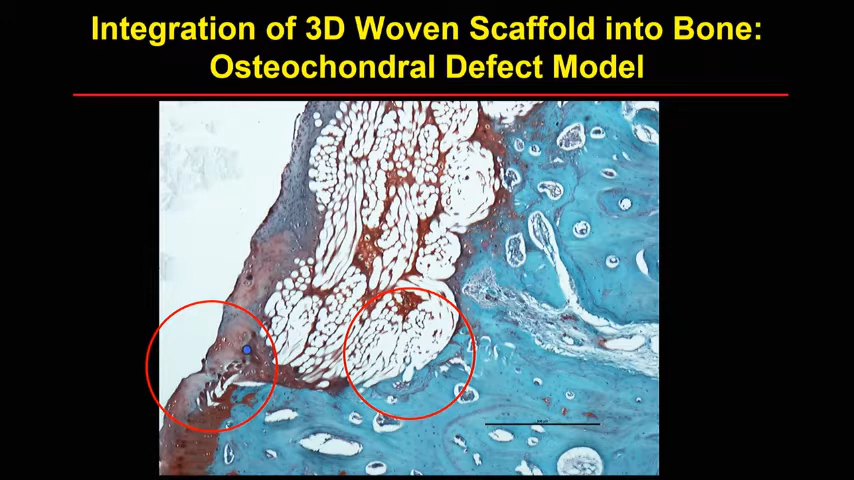 Integration of 3D Woven Scaffold into Bone:
Osteochondral Defect Model